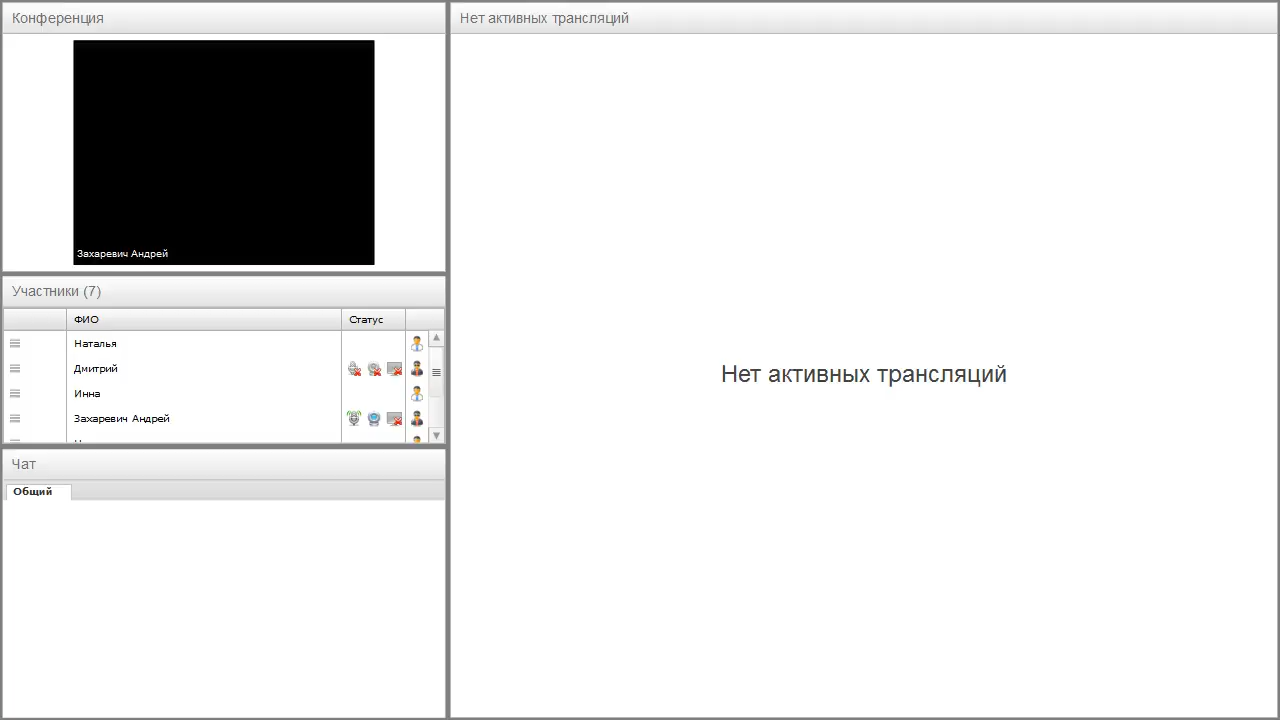 Конференция
Захаревич Андрей
Участники (7)
ФИО Статус
Наталья
Дмитрий
Инна
Захаревич Андрей
Чат
Общий
Нет активных трансляций
Нет активных трансляций